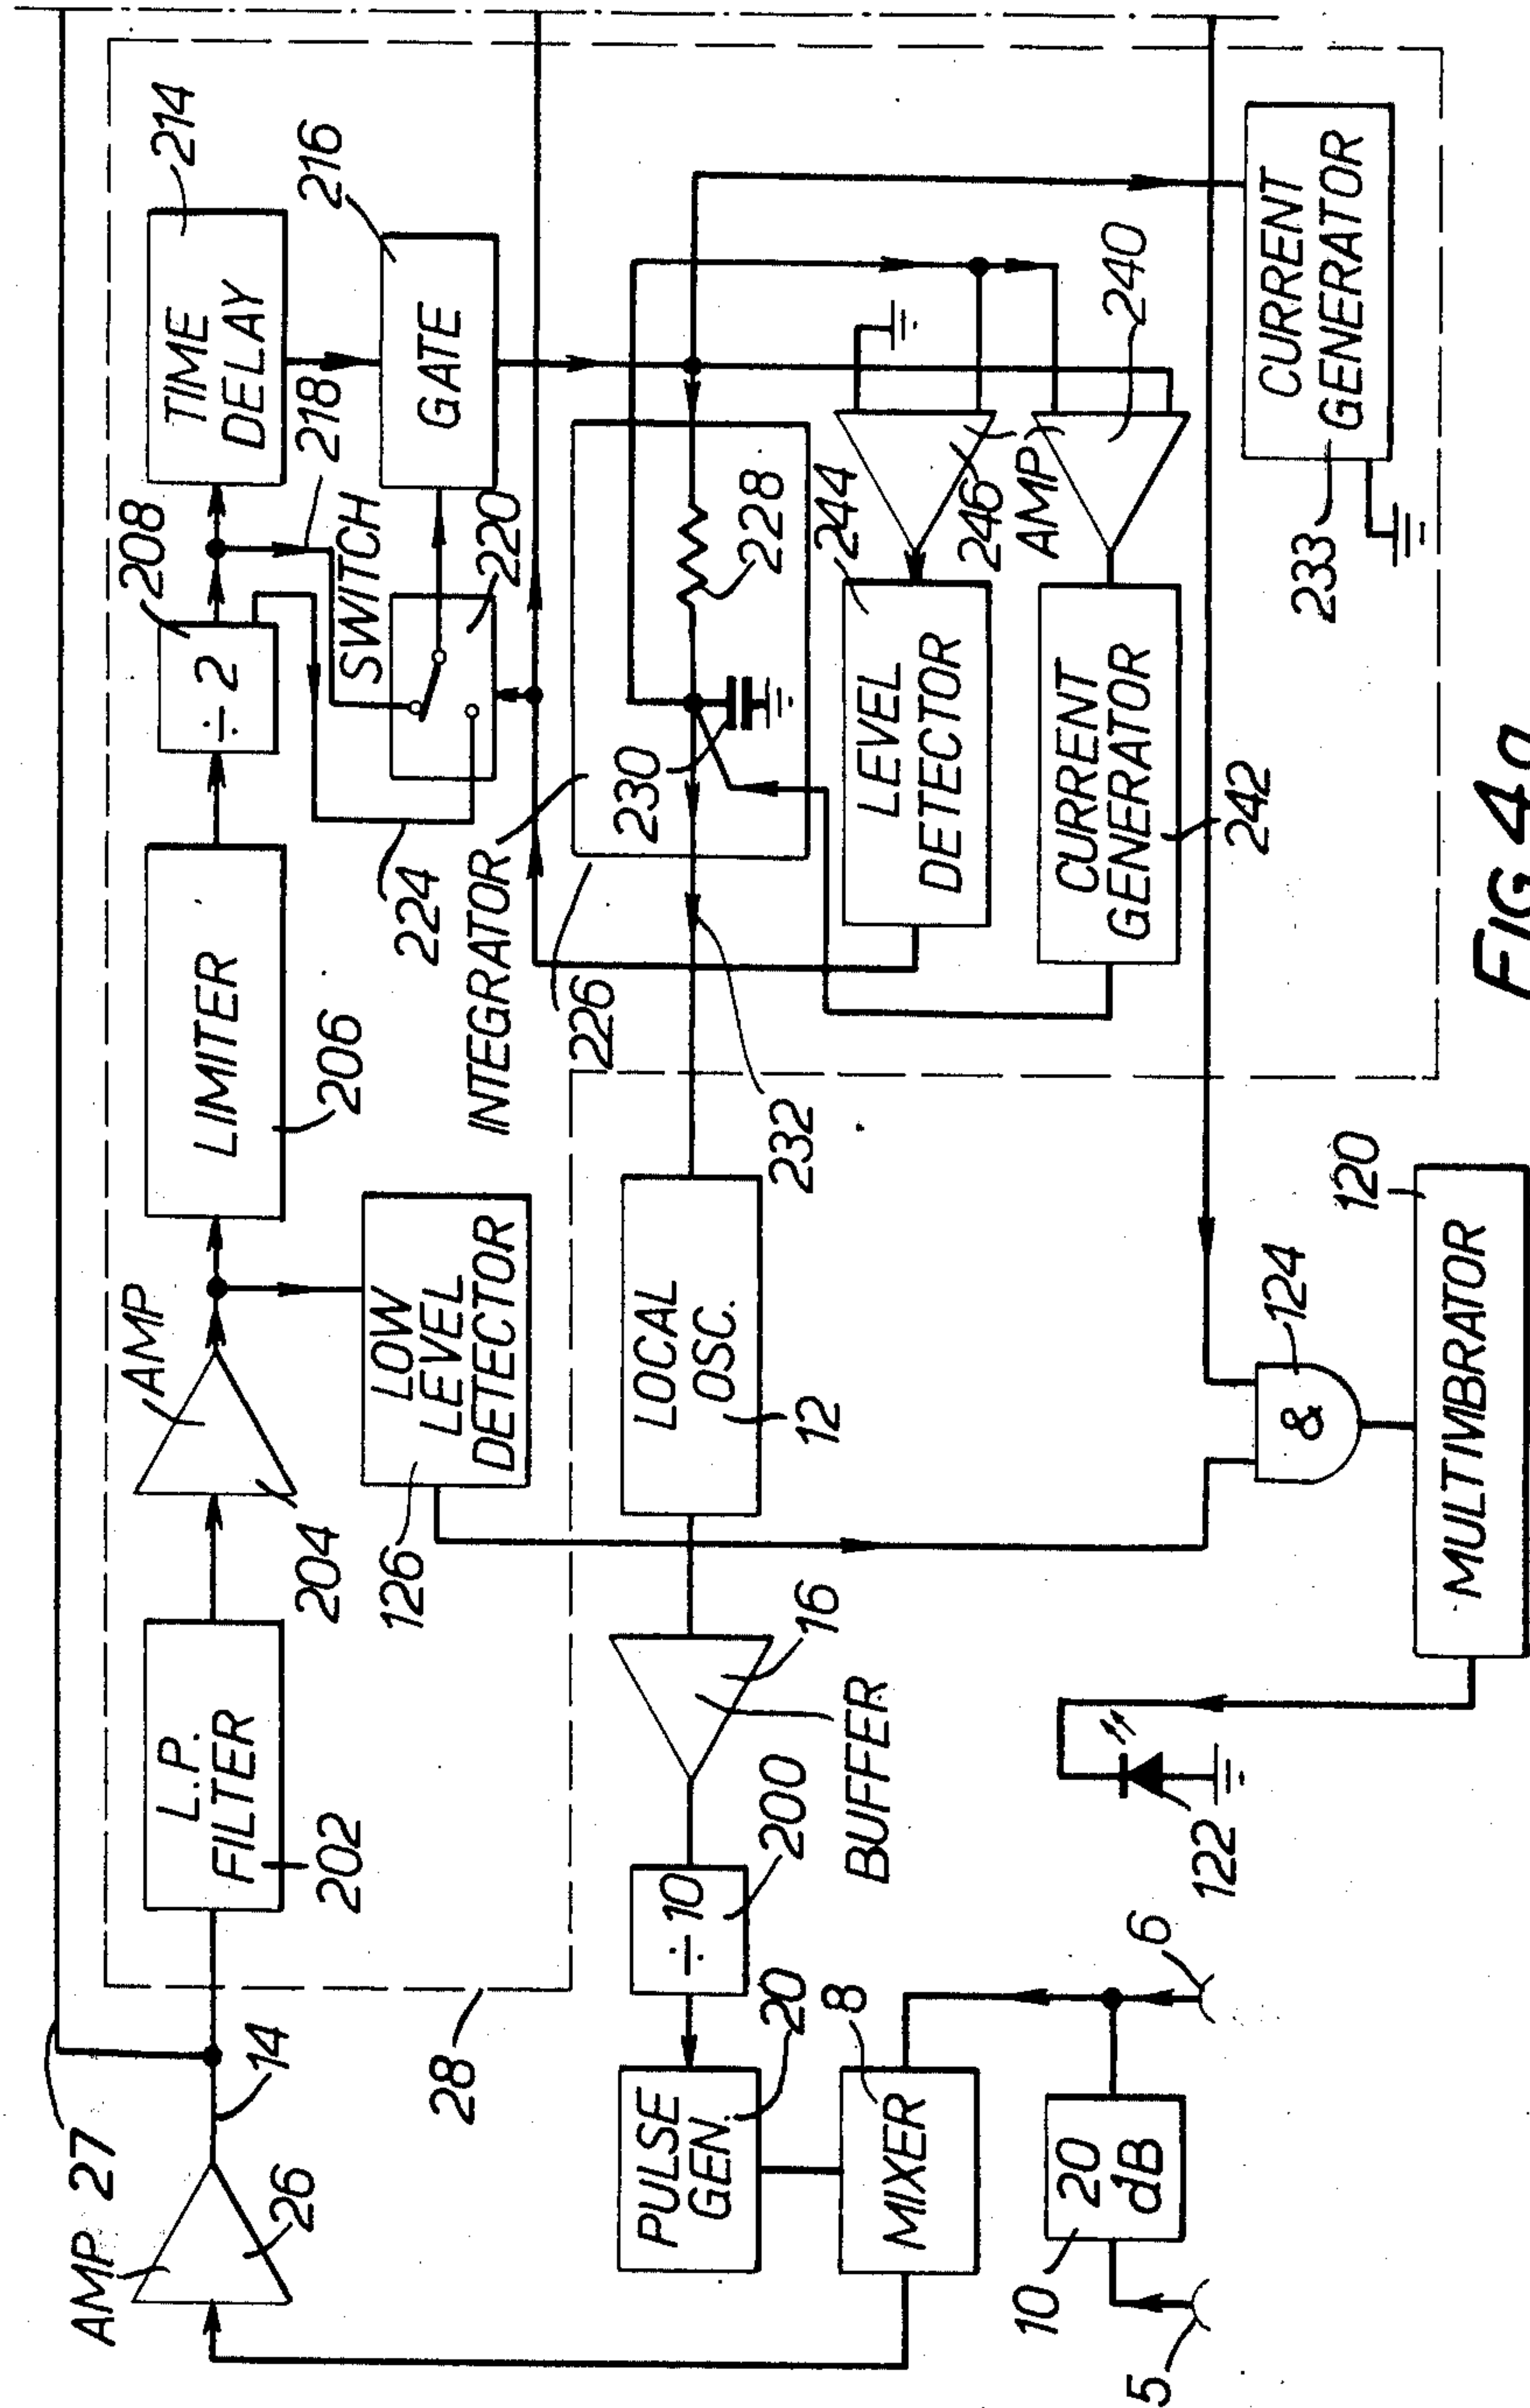 AMP 27
26
14
L.P.
FILTER
202
AMP
204
LIMITER
206
÷ 2
208
TIME
DELAY
214
218
SWITCH
220
224
GATE
216
LOW
LEVEL
DETECTOR
126
28
INTEGRATOR
226
230
228
232
LOCAL
OSC.
12
16
BUFFER
÷ 10
200
PULSE
GEN.
20
MIXER
8
20
dB
10
5
6
LEVEL
DETECTOR
244
246
AMP
240
CURRENT
GENERATOR
242
CURRENT
GENERATOR
233
&
124
MULTIVIBRATOR
120
122
FIG 4a